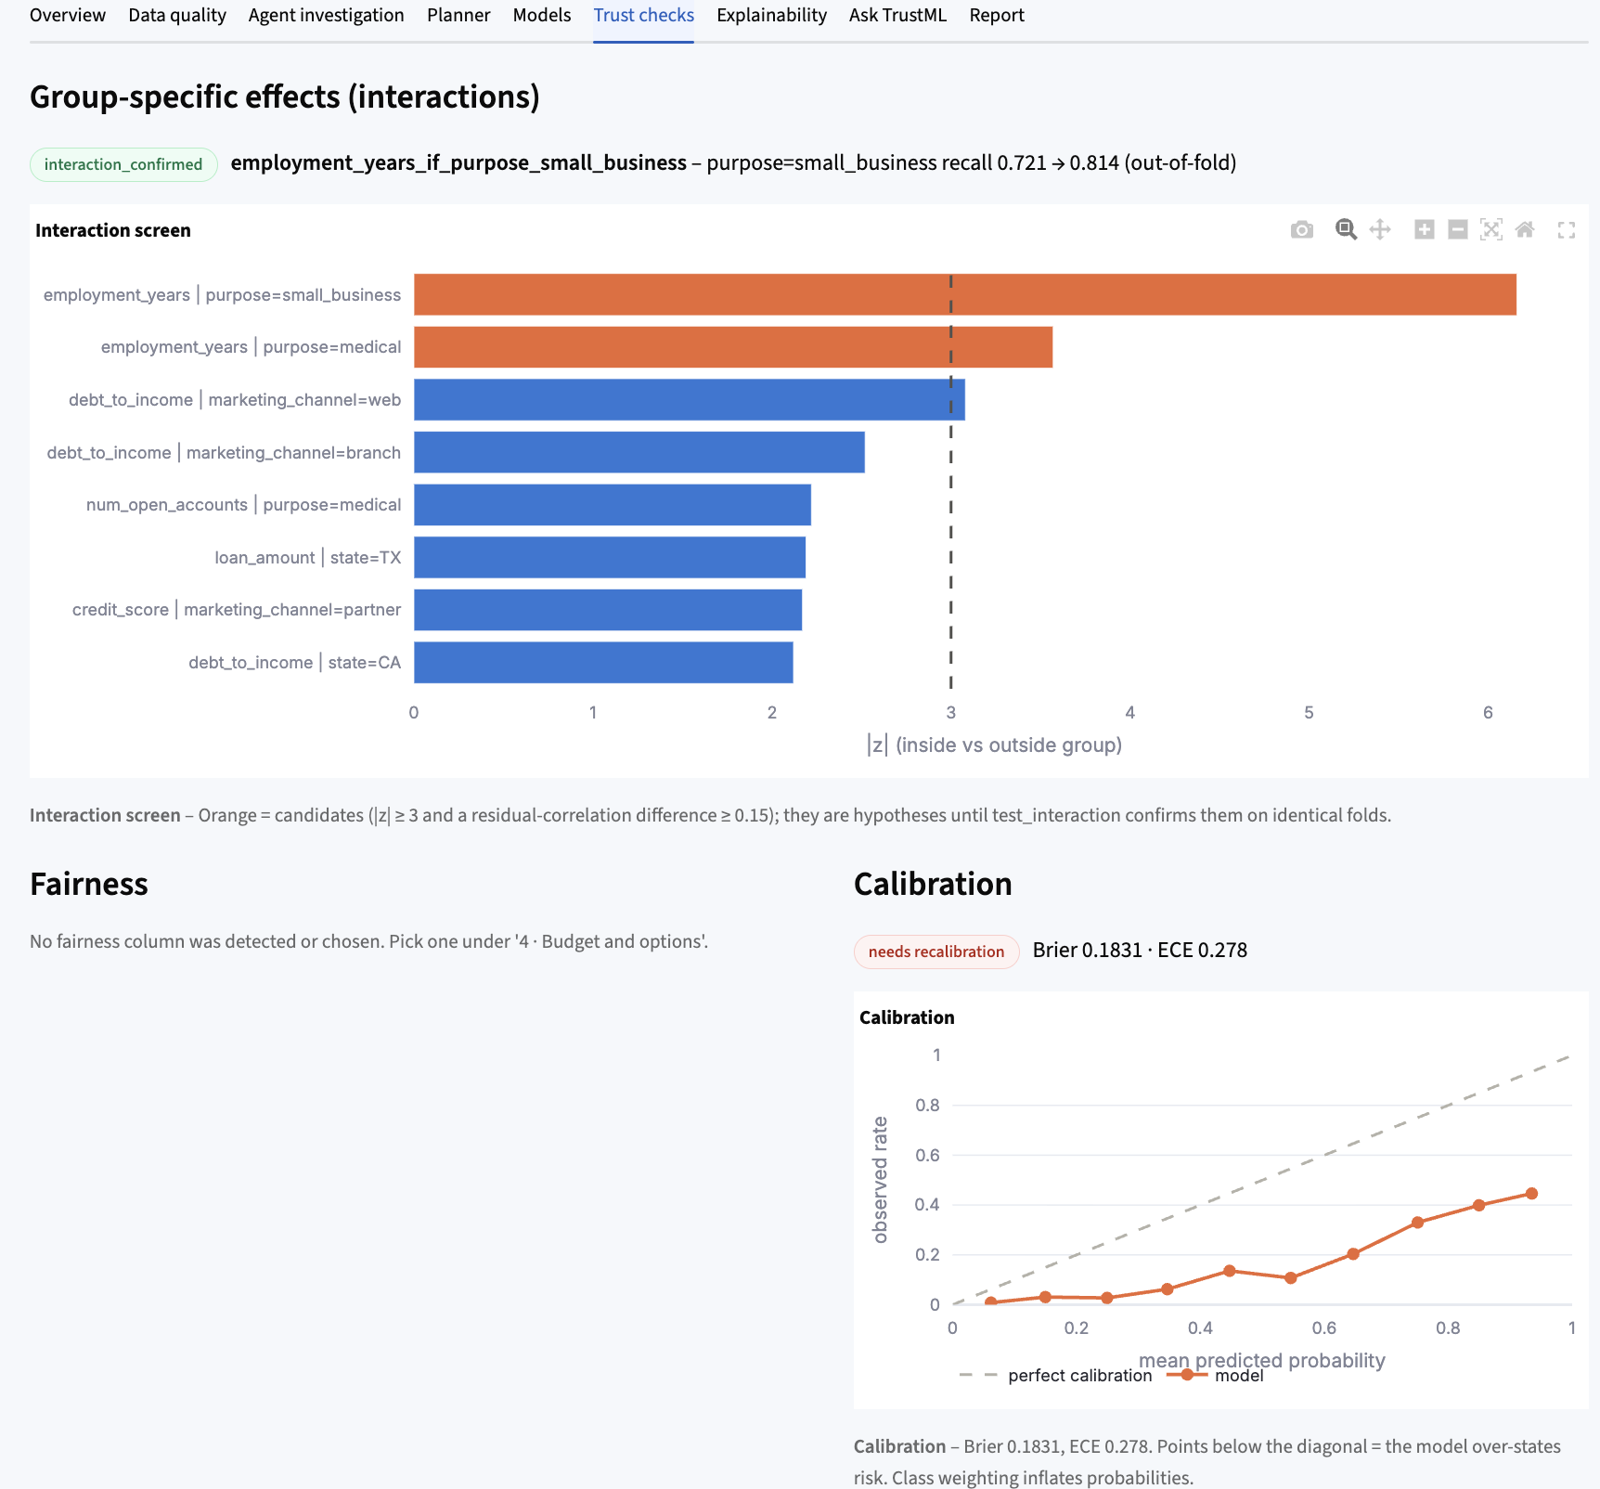 Overview Data quality Agent investigation Planner Models Trust checks Explainability Ask TrustML Report
Group-specific effects (interactions)
interaction_confirmed employment_years_if_purpose_small_business – purpose=small_business recall 0.721 → 0.814 (out-of-fold)
Interaction screen
employment_years | purpose=small_business
employment_years | purpose=medical
debt_to_income | marketing_channel=web
debt_to_income | marketing_channel=branch
num_open_accounts | purpose=medical
loan_amount | state=TX
credit_score | marketing_channel=partner
debt_to_income | state=CA
0 1 2 3 4 5 6
|z| (inside vs outside group)
Interaction screen – Orange = candidates (|z| ≥ 3 and a residual-correlation difference ≥ 0.15); they are hypotheses until test_interaction confirms them on identical folds.
Fairness
No fairness column was detected or chosen. Pick one under '4 · Budget and options'.
Calibration
needs recalibration Brier 0.1831 · ECE 0.278
Calibration
1
0.8
0.6
0.4
0.2
0
observed rate
0 0.2 0.4 0.6 0.8 1
mean predicted probability
perfect calibration model
Calibration – Brier 0.1831, ECE 0.278. Points below the diagonal = the model over-states
risk. Class weighting inflates probabilities.